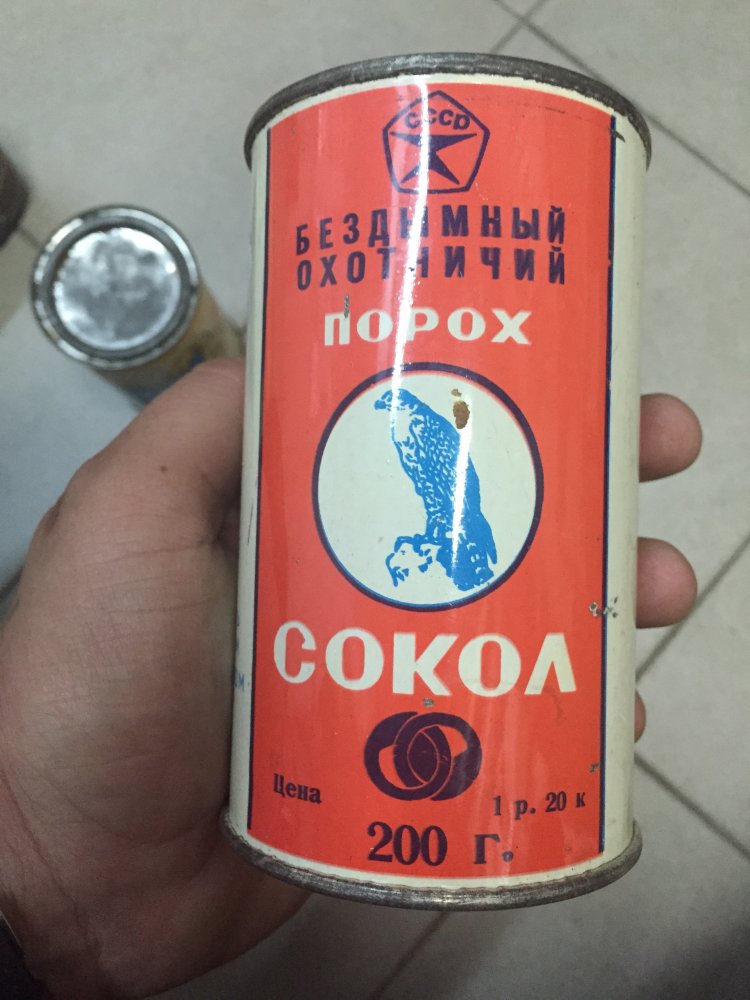 СССР
БЕЗДЫМНЫЙ
ОХОТНИЧИЙ
ПОРОХ
СОКОЛ
Цена 1 р. 20 к
200 г.